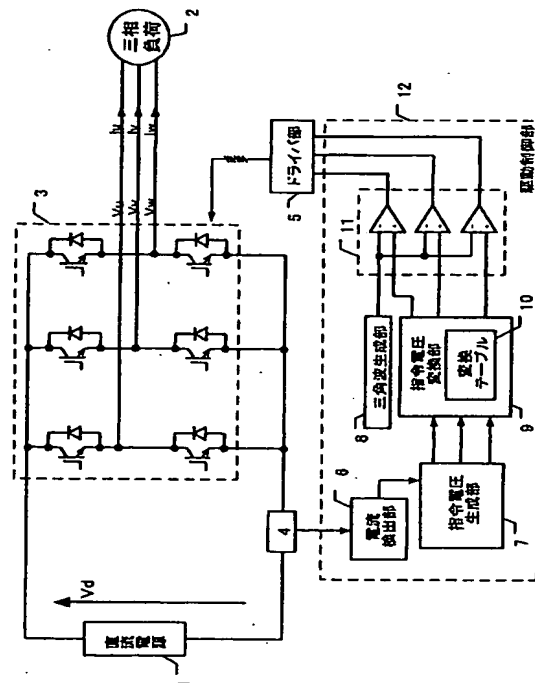 3
三相
負荷
2
Vu
Vv
Vw
Iv
Iw
Vd
直流電源
4
ドライバ部
5
12
駆動制御部
11
三角波生成部
8
指令電圧
変換部
変換
テーブル
10
9
電流
検出部
6
指令電圧
生成部
7